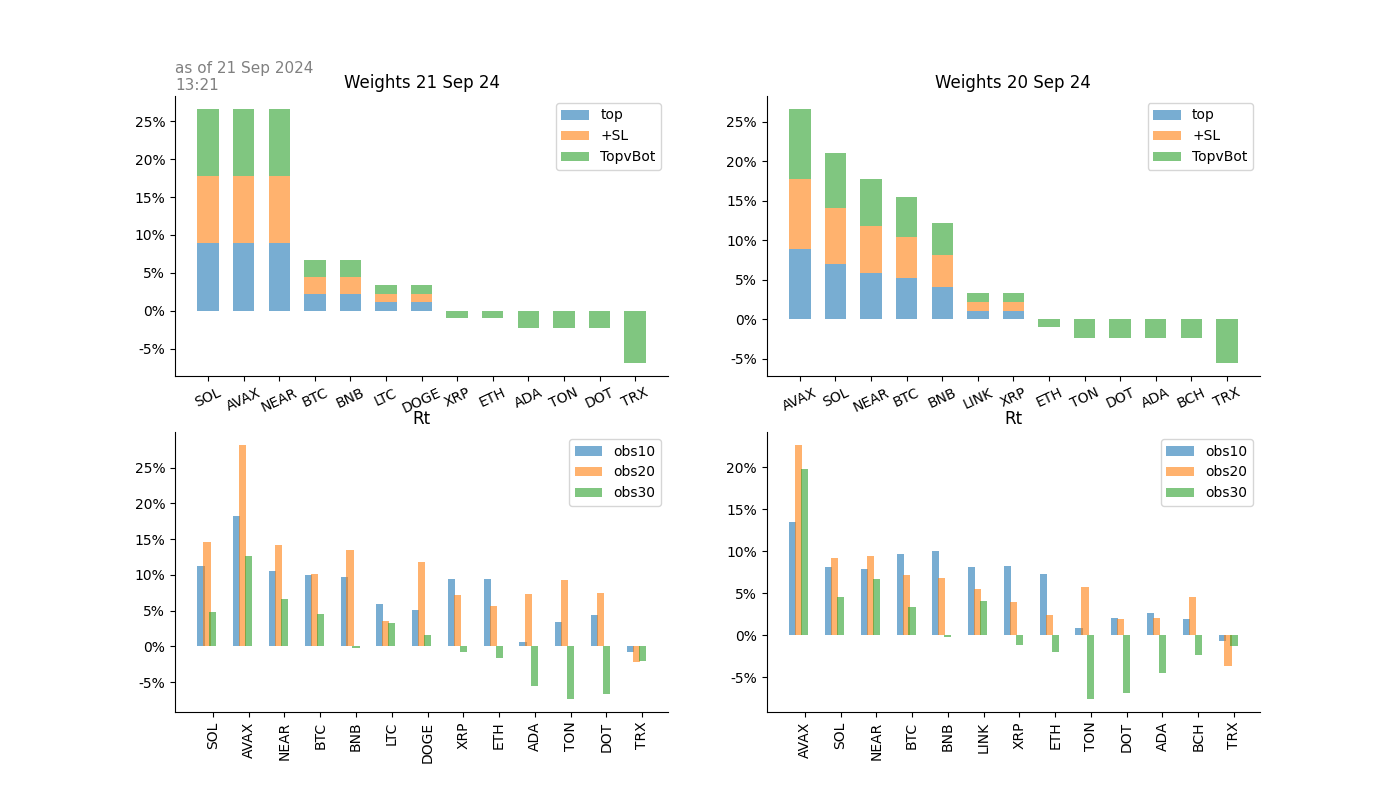 as of 21 Sep 2024
13:21
Weights 21 Sep 24
25%
20%
15%
10%
5%
0%
-5%
top
+SL
TopvBot
SOL AVAX NEAR BTC BNB LTC DOGE XRP ETH ADA TON DOT TRX
Weights 20 Sep 24
25%
20%
15%
10%
5%
0%
-5%
top
+SL
TopvBot
AVAX SOL NEAR BTC BNB LINK XRP ETH TON DOT ADA BCH TRX
Rt
25%
20%
15%
10%
5%
0%
-5%
obs10
obs20
obs30
SOL AVAX NEAR BTC BNB LTC DOGE XRP ETH ADA TON DOT TRX
Rt
20%
15%
10%
5%
0%
-5%
obs10
obs20
obs30
AVAX SOL NEAR BTC BNB LINK XRP ETH TON DOT ADA BCH TRX